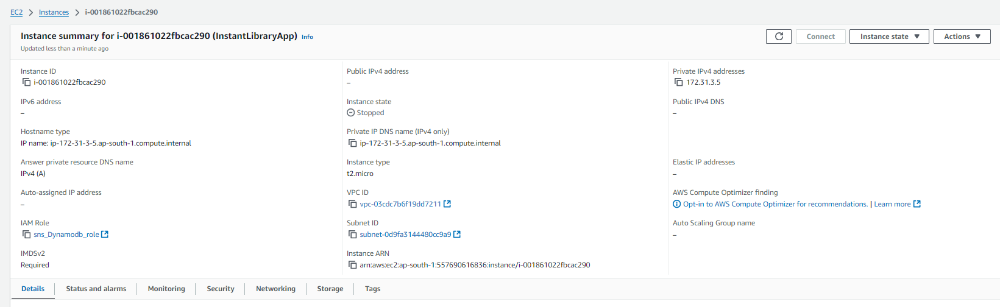 EC2 > Instances > i-001861022fbcac290
Instance summary for i-001861022fbcac290 (InstantLibraryApp) Info
Updated less than a minute ago
Connect
Instance state
Actions
Instance ID
i-001861022fbcac290
Public IPv4 address
–
Private IPv4 addresses
172.31.3.5
IPv6 address
–
Instance state
Stopped
Public IPv4 DNS
–
Hostname type
IP name: ip-172-31-3-5.ap-south-1.compute.internal
Private IP DNS name (IPv4 only)
ip-172-31-3-5.ap-south-1.compute.internal
Answer private resource DNS name
IPv4 (A)
Instance type
t2.micro
Elastic IP addresses
–
Auto-assigned IP address
–
VPC ID
vpc-03cdc7b6f19dd7211
AWS Compute Optimizer finding
Opt-in to AWS Compute Optimizer for recommendations. | Learn more
IAM Role
sns_Dynamodb_role
Subnet ID
subnet-0d9fa3144480cc9a9
Auto Scaling Group name
–
IMDSv2
Required
Instance ARN
arn:aws:ec2:ap-south-1:557690616836:instance/i-001861022fbcac290
Details | Status and alarms | Monitoring | Security | Networking | Storage | Tags